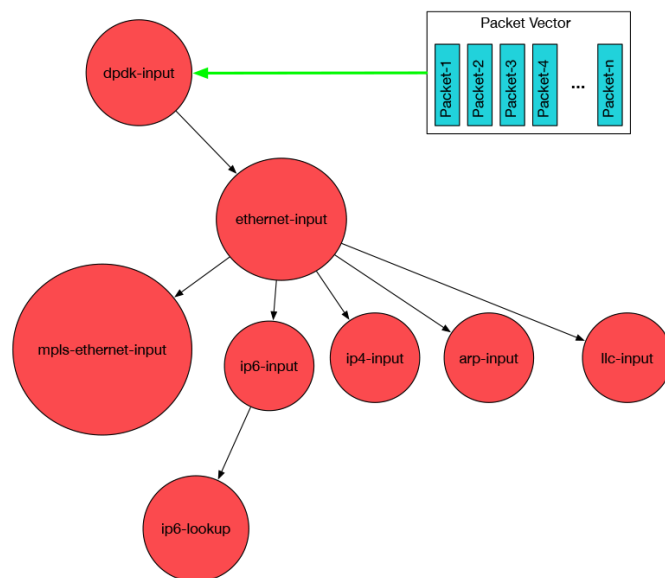 Packet Vector
Packet-1
Packet-2
Packet-3
Packet-4
...
Packet-n
dpdk-input
ethernet-input
mpls-ethernet-input
ip6-input
ip4-input
arp-input
llc-input
ip6-lookup